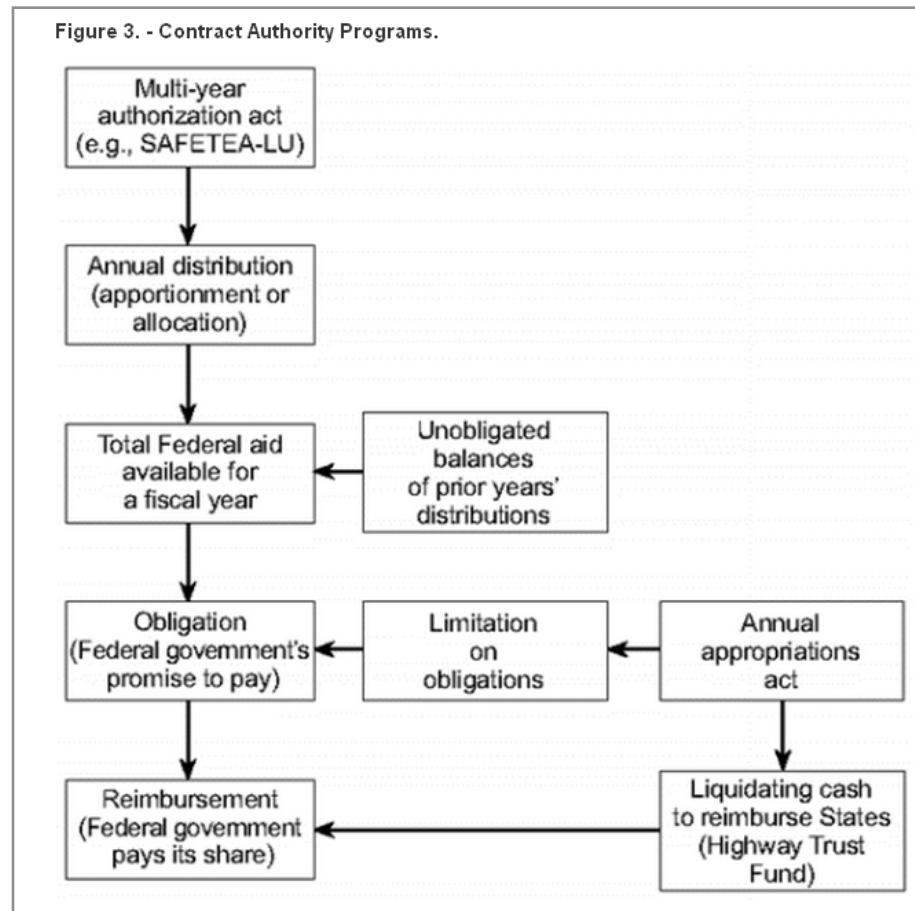 Figure 3. - Contract Authority Programs.
Multi-year
authorization act
(e.g., SAFETEA-LU)
Annual distribution
(apportionment or
allocation)
Total Federal aid
available for
a fiscal year
Unobligated
balances
of prior years'
distributions
Obligation
(Federal government's
promise to pay)
Limitation
on
obligations
Annual
appropriations
act
Reimbursement
(Federal government
pays its share)
Liquidating cash
to reimburse States
(Highway Trust
Fund)